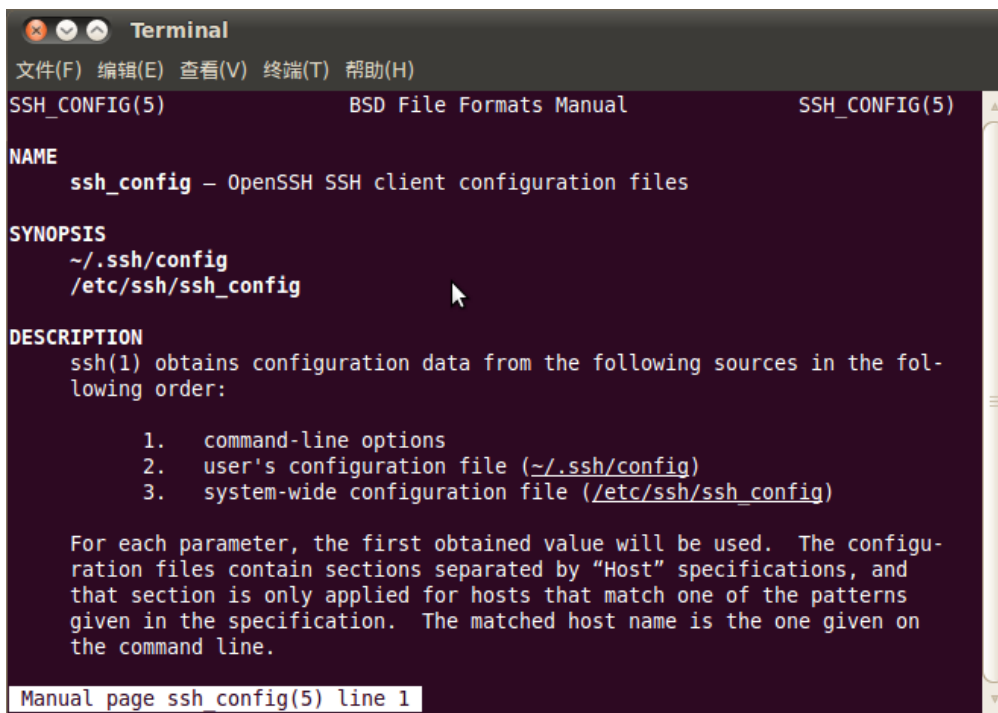 Terminal
文件(F) 编辑(E) 查看(V) 终端(T) 帮助(H)
SSH_CONFIG(5) BSD File Formats Manual SSH_CONFIG(5)
NAME
ssh_config — OpenSSH SSH client configuration files
SYNOPSIS
~/.ssh/config
/etc/ssh/ssh_config
DESCRIPTION
ssh(1) obtains configuration data from the following sources in the fol-
lowing order:
1. command-line options
2. user's configuration file (~/.ssh/config)
3. system-wide configuration file (/etc/ssh/ssh_config)
For each parameter, the first obtained value will be used. The configu-
ration files contain sections separated by “Host” specifications, and
that section is only applied for hosts that match one of the patterns
given in the specification. The matched host name is the one given on
the command line.
Manual page ssh_config(5) line 1